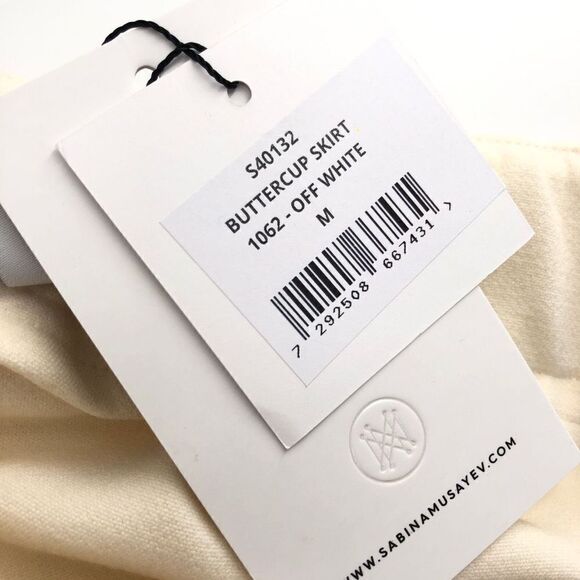 S40132
BUTTERCUP SKIRT
1062 - OFF WHITE
M
7 292508 667431 >
WWW.SABINAMUSAYEV.COM